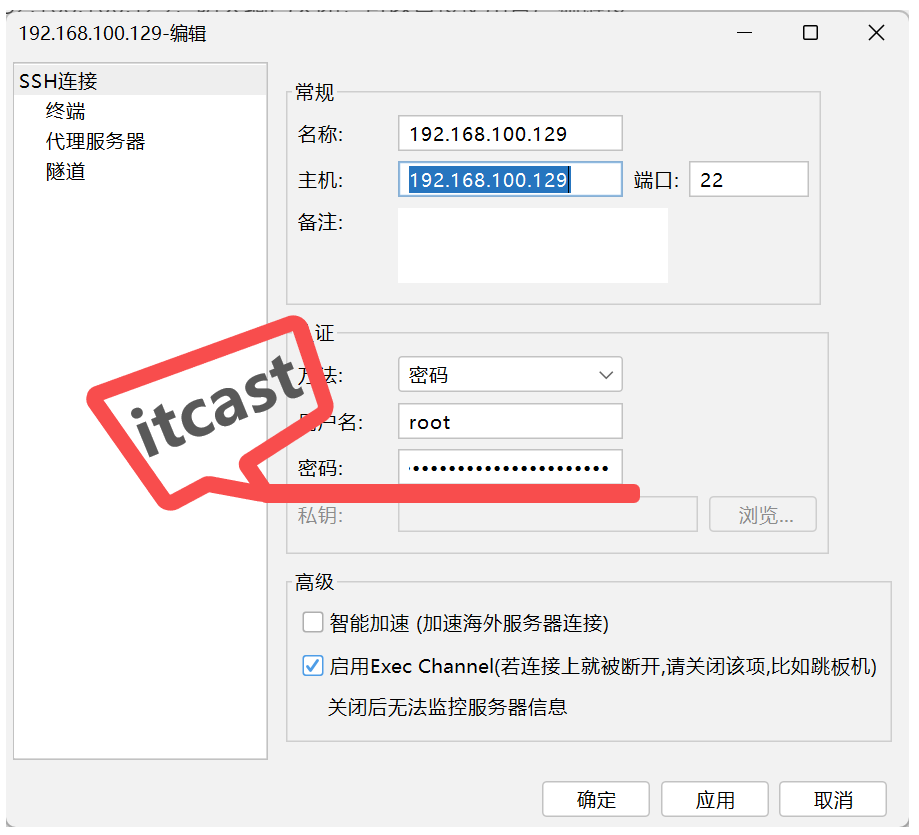 192.168.100.129-编辑
SSH连接
终端
代理服务器
隧道
常规
名称: 192.168.100.129
主机: 192.168.100.129 端口: 22
备注:
证
方法: 密码
用户名: root
密码: ••••••••••••••••••••••
私钥: 浏览...
itcast
高级
智能加速 (加速海外服务器连接)
启用Exec Channel(若连接上就被断开,请关闭该项,比如跳板机)
关闭后无法监控服务器信息
确定 应用 取消